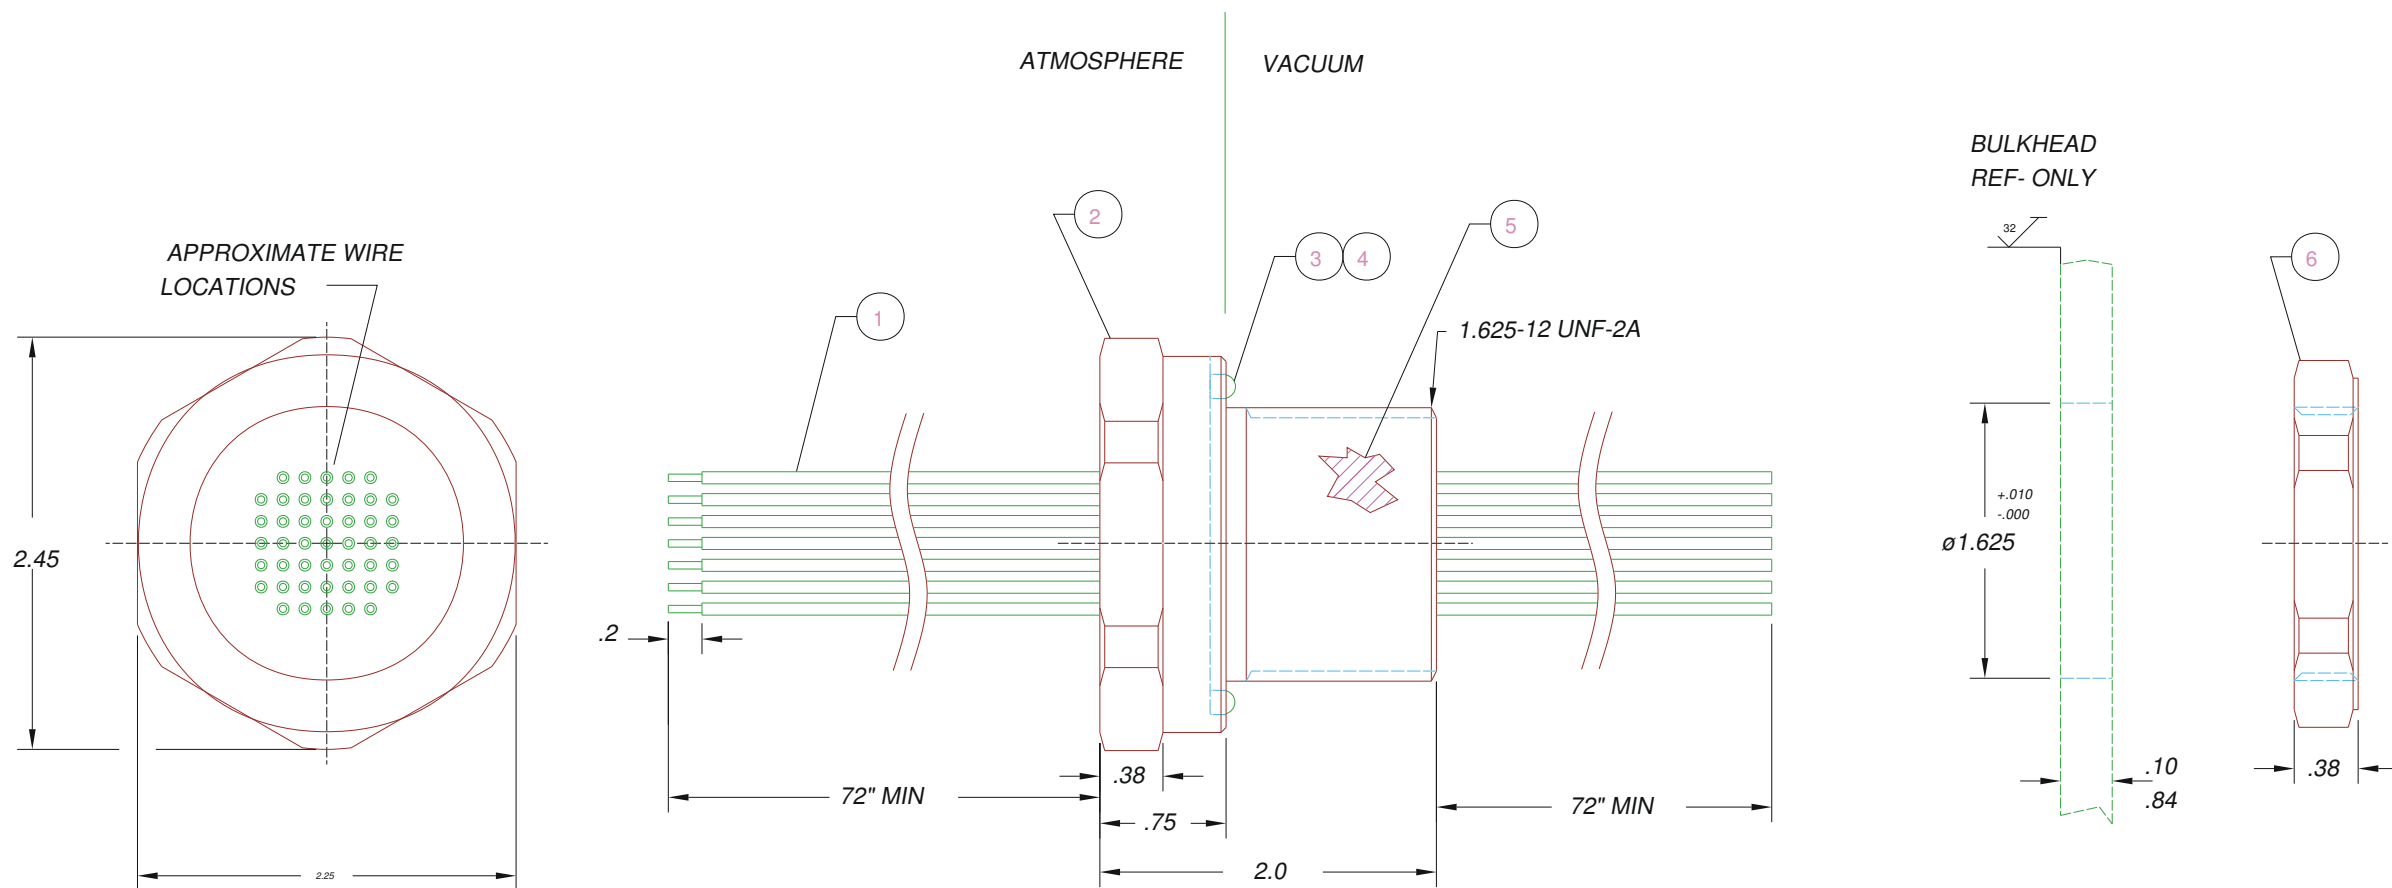 ATMOSPHERE
VACUUM
BULKHEAD
REF- ONLY
32
APPROXIMATE WIRE
LOCATIONS
1
2
3
4
5
6
1.625-12 UNF-2A
2.45
2.25
.2
72" MIN
.38
.75
2.0
72" MIN
+.010
-.000
ø1.625
.10
.84
.38